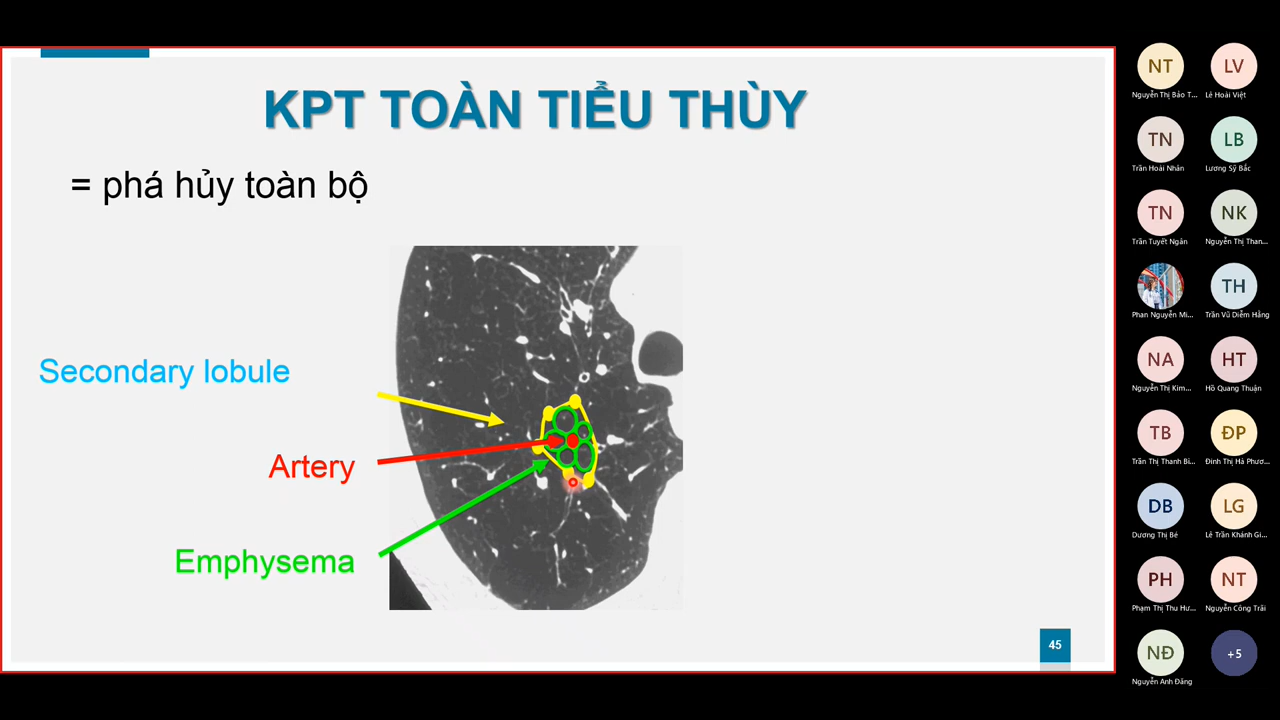 KPT TOÀN TIỂU THÙY
= phá hủy toàn bộ
Secondary lobule
Artery
Emphysema
45
NT
LV
Nguyễn Thị Bảo T...
Lê Hoài Việt
TN
LB
Trần Hoài Nhân
Lương Sỹ Bắc
TN
NK
Trần Tuyết Ngân
Nguyễn Thị Than...
TH
Phan Nguyễn Mi...
Trần Vũ Diễm Hằng
NA
HT
Nguyễn Thị Kim...
Hồ Quang Thuận
TB
ĐP
Trần Thị Thanh Bì...
Đinh Thị Hà Phươ...
DB
LG
Dương Thị Bé
Lê Trần Khánh Gi...
PH
NT
Phạm Thị Thu Hư...
Nguyễn Công Trãi
NĐ
+5
Nguyễn Anh Đăng